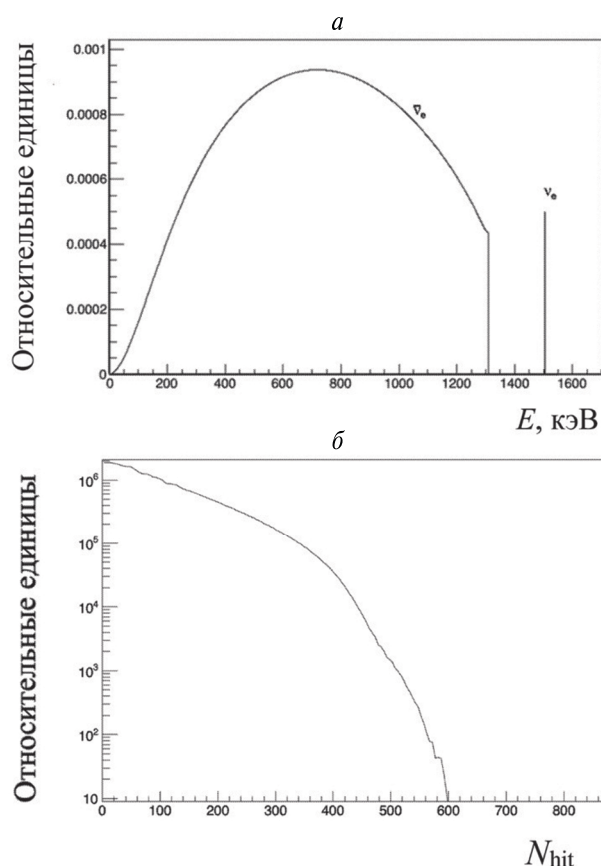 а
Относительные единицы
0.001
0.0008
0.0006
0.0004
0.0002
0
ν̅e
νe
0 200 400 600 800 1000 1200 1400 1600
E, кэВ
б
Относительные единицы
10⁶
10⁵
10⁴
10³
10²
10
0 100 200 300 400 500 600 700 800
Nhit